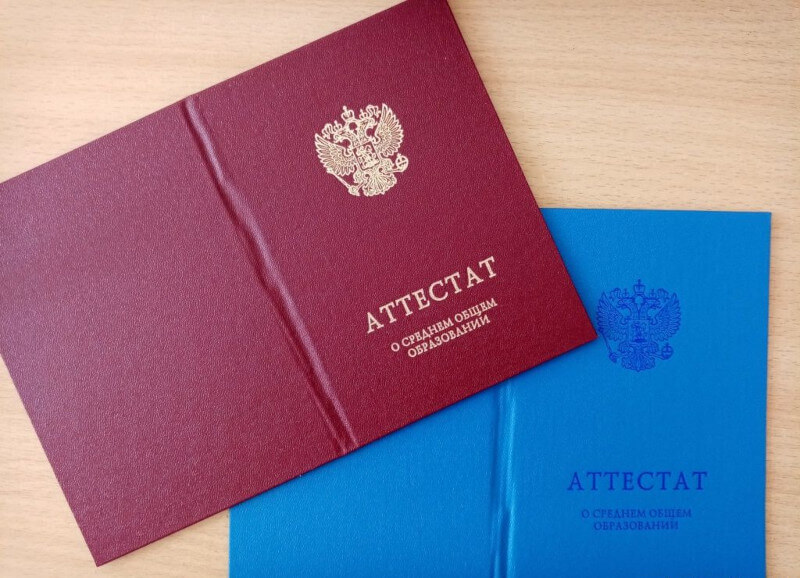 АТТЕСТАТ
О СРЕДНЕМ ОБЩЕМ
ОБРАЗОВАНИИ
АТТЕСТАТ
О СРЕДНЕМ ОБЩЕМ
ОБРАЗОВАНИИ